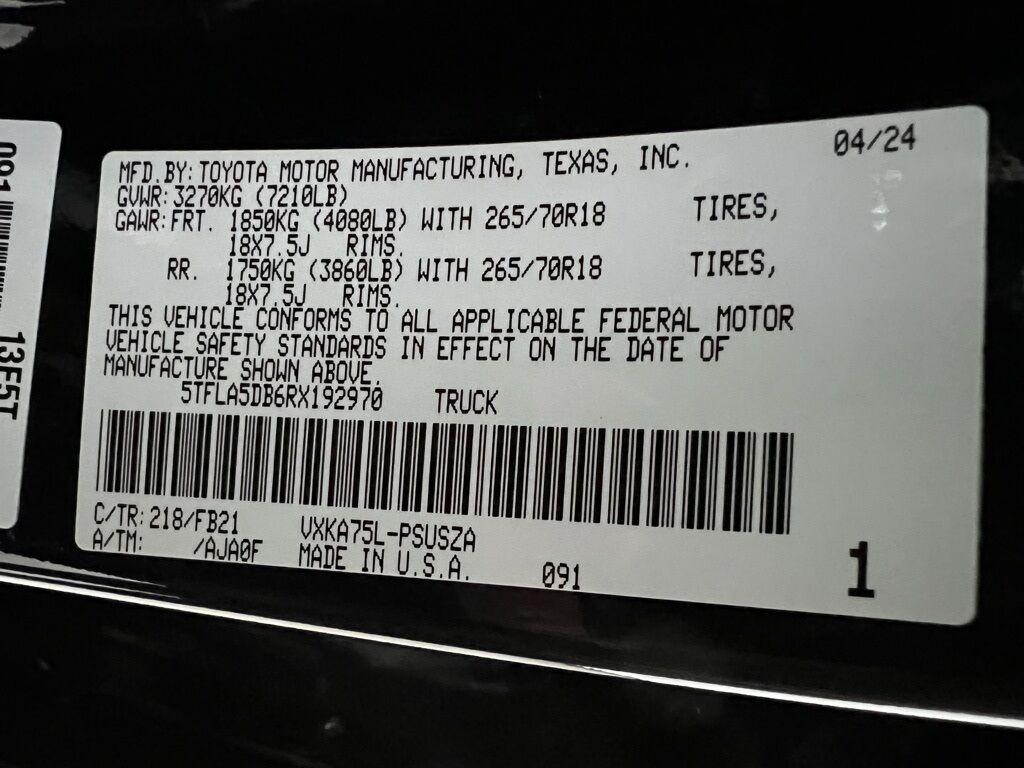 MFD.BY:TOYOTA MOTOR MANUFACTURING, TEXAS, INC. 04/24
GVWR:3270KG (7210LB)
GAWR:FRT. 1850KG (4080LB) WITH 265/70R18 TIRES,
18X7.5J RIMS.
RR. 1750KG (3860LB) WITH 265/70R18 TIRES,
18X7.5J RIMS.
THIS VEHICLE CONFORMS TO ALL APPLICABLE FEDERAL MOTOR
VEHICLE SAFETY STANDARDS IN EFFECT ON THE DATE OF
MANUFACTURE SHOWN ABOVE.
5TFLA5DB6RX192970 TRUCK
C/TR:218/FB21 VXKA75L-PSUSZA
A/TM: /AJA0F MADE IN U.S.A. 091 1
091
13E5T